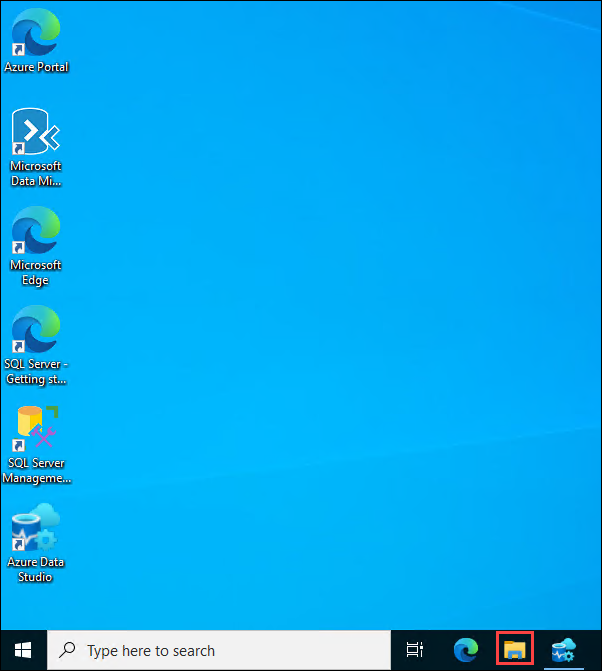 Azure Portal
Microsoft
Data Mi...
Microsoft
Edge
SQL Server -
Getting st...
SQL Server
Manageme...
Azure Data
Studio
Type here to search